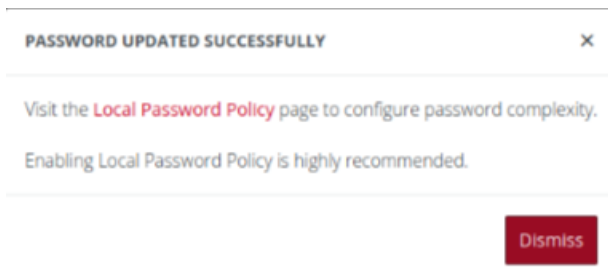 PASSWORD UPDATED SUCCESSFULLY ×
Visit the Local Password Policy page to configure password complexity.
Enabling Local Password Policy is highly recommended.
Dismiss